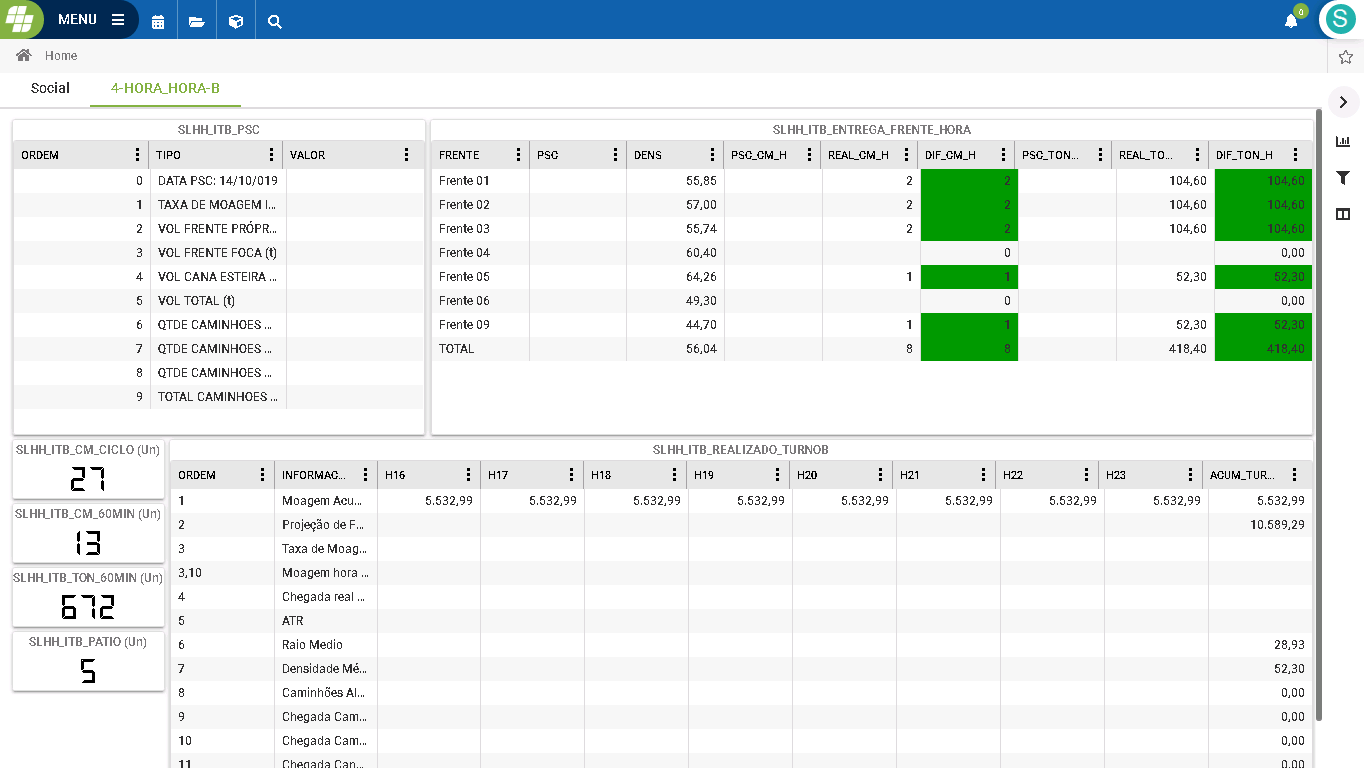 MENU
0
S
Home
Social 4-HORA_HORA-B
SLHH_ITB_PSC
ORDEM TIPO VALOR
0 DATA PSC: 14/10/019
1 TAXA DE MOAGEM I...
2 VOL FRENTE PRÓPR...
3 VOL FRENTE FOCA (t)
4 VOL CANA ESTEIRA ...
5 VOL TOTAL (t)
6 QTDE CAMINHOES ...
7 QTDE CAMINHOES ...
8 QTDE CAMINHOES ...
9 TOTAL CAMINHOES ...
SLHH_ITB_ENTREGA_FRENTE_HORA
FRENTE PSC DENS PSC_CM_H REAL_CM_H DIF_CM_H PSC_TON... REAL_TO... DIF_TON_H
Frente 01 55,85 2 2 104,60 104,60
Frente 02 57,00 2 2 104,60 104,60
Frente 03 55,74 2 2 104,60 104,60
Frente 04 60,40 0 0,00
Frente 05 64,26 1 1 52,30 52,30
Frente 06 49,30 0 0,00
Frente 09 44,70 1 1 52,30 52,30
TOTAL 56,04 8 8 418,40 418,40
SLHH_ITB_CM_CICLO (Un)
27
SLHH_ITB_CM_60MIN (Un)
13
SLHH_ITB_TON_60MIN (Un)
672
SLHH_ITB_PATIO (Un)
5
SLHH_ITB_REALIZADO_TURNOB
ORDEM INFORMAC... H16 H17 H18 H19 H20 H21 H22 H23 ACUM_TUR...
1 Moagem Acu... 5.532,99 5.532,99 5.532,99 5.532,99 5.532,99 5.532,99 5.532,99 5.532,99 5.532,99
2 Projeção de F... 10.589,29
3 Taxa de Moag...
3,10 Moagem hora ...
4 Chegada real ...
5 ATR
6 Raio Medio 28,93
7 Densidade Mé... 52,30
8 Caminhões Al... 0,00
9 Chegada Cam... 0,00
10 Chegada Cam... 0,00
11 Chegada Can... 0,00